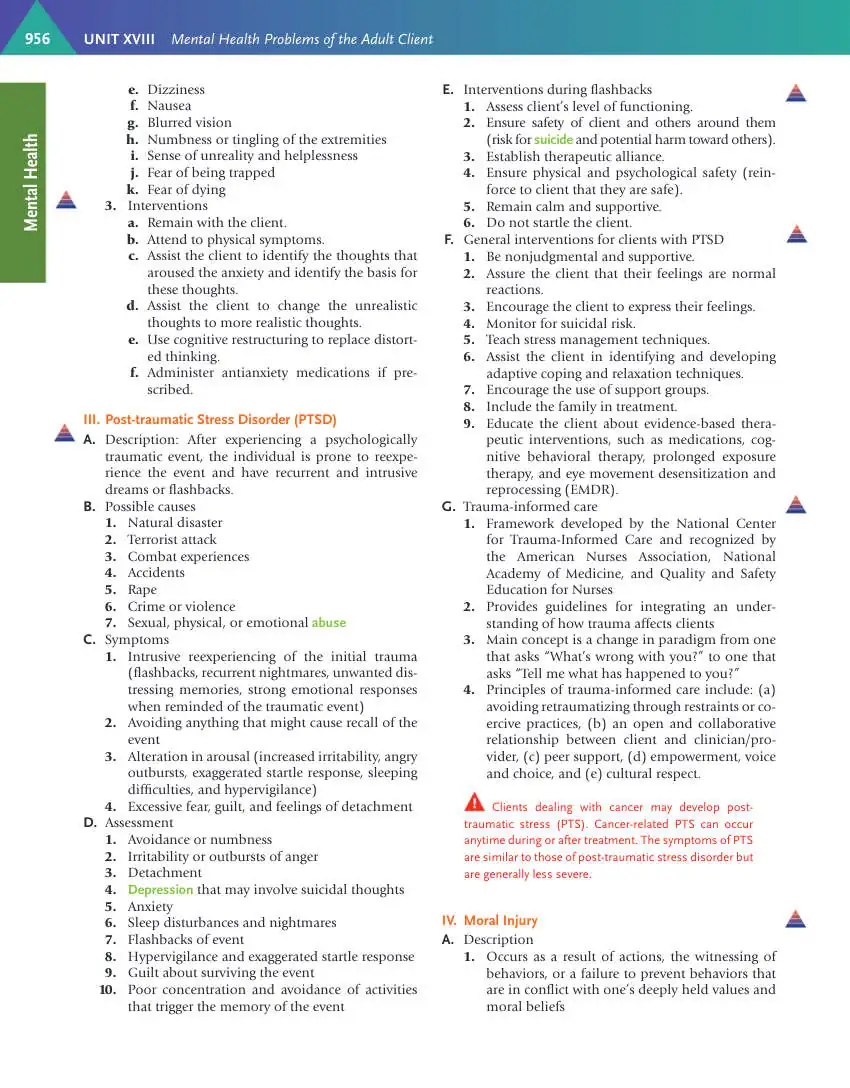 956 UNIT XVIII Mental Health Problems of the Adult Client
Mental Health
e. Dizziness
f. Nausea
g. Blurred vision
h. Numbness or tingling of the extremities
i. Sense of unreality and helplessness
j. Fear of being trapped
k. Fear of dying
3. Interventions
a. Remain with the client.
b. Attend to physical symptoms.
c. Assist the client to identify the thoughts that
aroused the anxiety and identify the basis for
these thoughts.
d. Assist the client to change the unrealistic
thoughts to more realistic thoughts.
e. Use cognitive restructuring to replace distort-
ed thinking.
f. Administer antianxiety medications if pre-
scribed.
III. Post-traumatic Stress Disorder (PTSD)
A. Description: After experiencing a psychologically
traumatic event, the individual is prone to reexpe-
rience the event and have recurrent and intrusive
dreams or flashbacks.
B. Possible causes
1. Natural disaster
2. Terrorist attack
3. Combat experiences
4. Accidents
5. Rape
6. Crime or violence
7. Sexual, physical, or emotional abuse
C. Symptoms
1. Intrusive reexperiencing of the initial trauma
(flashbacks, recurrent nightmares, unwanted dis-
tressing memories, strong emotional responses
when reminded of the traumatic event)
2. Avoiding anything that might cause recall of the
event
3. Alteration in arousal (increased irritability, angry
outbursts, exaggerated startle response, sleeping
difficulties, and hypervigilance)
4. Excessive fear, guilt, and feelings of detachment
D. Assessment
1. Avoidance or numbness
2. Irritability or outbursts of anger
3. Detachment
4. Depression that may involve suicidal thoughts
5. Anxiety
6. Sleep disturbances and nightmares
7. Flashbacks of event
8. Hypervigilance and exaggerated startle response
9. Guilt about surviving the event
10. Poor concentration and avoidance of activities
that trigger the memory of the event
E. Interventions during flashbacks
1. Assess client's level of functioning.
2. Ensure safety of client and others around them
(risk for suicide and potential harm toward others).
3. Establish therapeutic alliance.
4. Ensure physical and psychological safety (rein-
force to client that they are safe).
5. Remain calm and supportive.
6. Do not startle the client.
F. General interventions for clients with PTSD
1. Be nonjudgmental and supportive.
2. Assure the client that their feelings are normal
reactions.
3. Encourage the client to express their feelings.
4. Monitor for suicidal risk.
5. Teach stress management techniques.
6. Assist the client in identifying and developing
adaptive coping and relaxation techniques.
7. Encourage the use of support groups.
8. Include the family in treatment.
9. Educate the client about evidence-based thera-
peutic interventions, such as medications, cog-
nitive behavioral therapy, prolonged exposure
therapy, and eye movement desensitization and
reprocessing (EMDR).
G. Trauma-informed care
1. Framework developed by the National Center
for Trauma-Informed Care and recognized by
the American Nurses Association, National
Academy of Medicine, and Quality and Safety
Education for Nurses
2. Provides guidelines for integrating an under-
standing of how trauma affects clients
3. Main concept is a change in paradigm from one
that asks "What's wrong with you?" to one that
asks "Tell me what has happened to you?"
4. Principles of trauma-informed care include: (a)
avoiding retraumatizing through restraints or co-
ercive practices, (b) an open and collaborative
relationship between client and clinician/pro-
vider, (c) peer support, (d) empowerment, voice
and choice, and (e) cultural respect.
Clients dealing with cancer may develop post-
traumatic stress (PTS). Cancer-related PTS can occur
anytime during or after treatment. The symptoms of PTS
are similar to those of post-traumatic stress disorder but
are generally less severe.
IV. Moral Injury
A. Description
1. Occurs as a result of actions, the witnessing of
behaviors, or a failure to prevent behaviors that
are in conflict with one's deeply held values and
moral beliefs